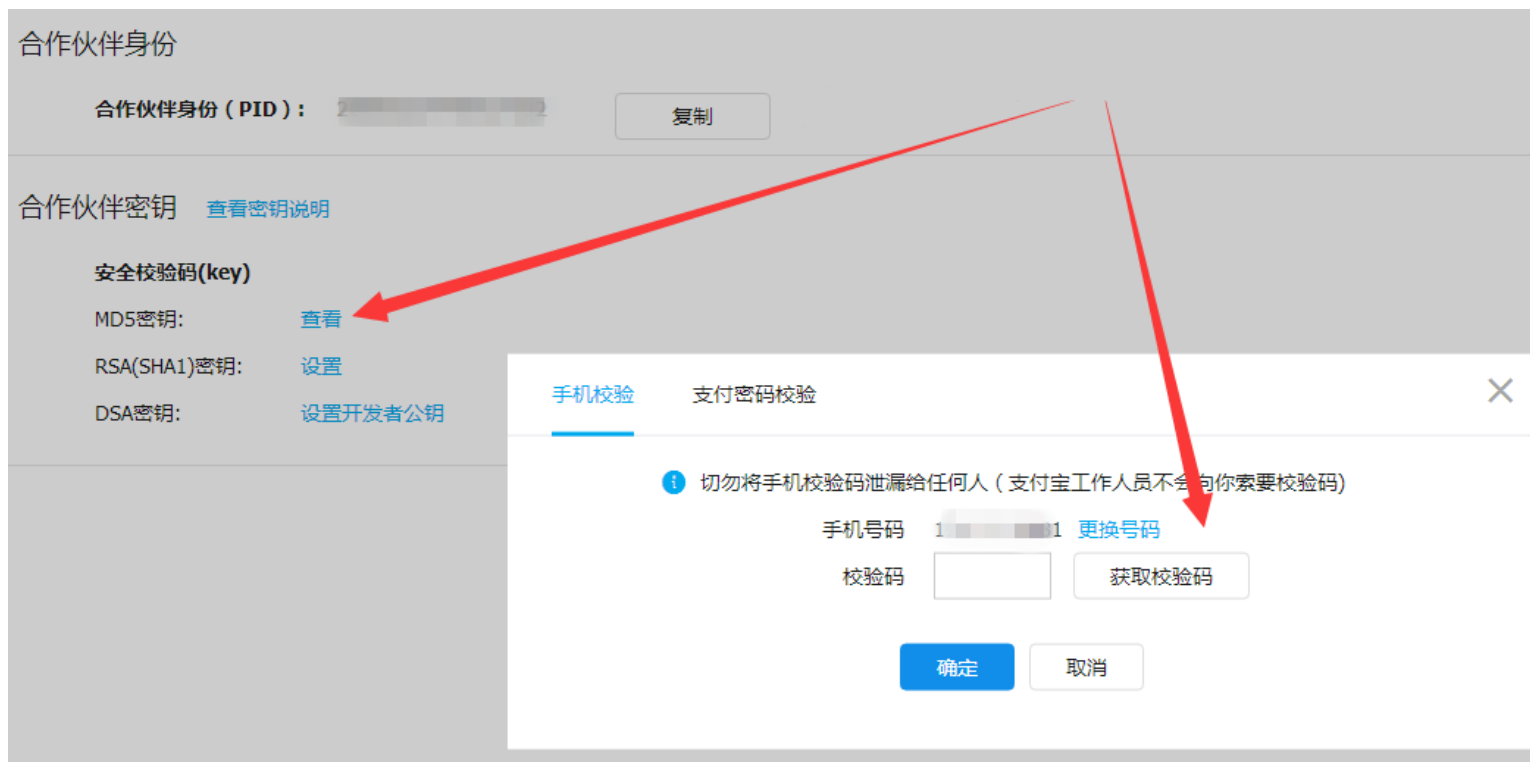 合作伙伴身份
合作伙伴身份（PID）： 2 2 复制
合作伙伴密钥 查看密钥说明
安全校验码(key)
MD5密钥: 查看
RSA(SHA1)密钥: 设置
DSA密钥: 设置开发者公钥
手机校验 支付密码校验
切勿将手机校验码泄漏给任何人（支付宝工作人员不会向你索要校验码)
手机号码 1 81 更换号码
校验码 获取校验码
确定 取消